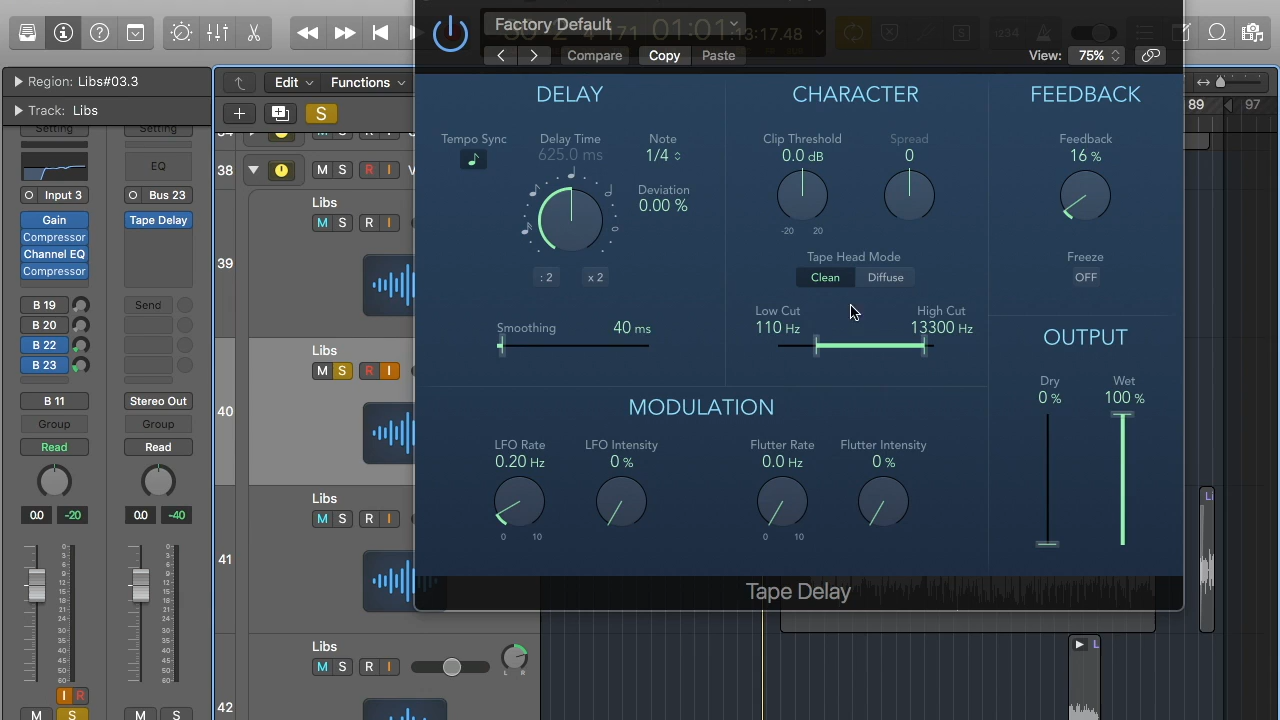 Factory Default
01:01
13:17.48
Compare
Copy
Paste
View:
75%
Region: Libs#03.3
Track: Libs
Edit
Functions
S
89
97
Setting
Setting
EQ
Input 3
Bus 23
Gain
Tape Delay
Compressor
Channel EQ
Compressor
B 19
Send
B 20
B 22
B 23
B 11
Stereo Out
Group
Group
Read
Read
0.0
-20
0.0
-40
I R
M S
M S
38
M S R I
39
Libs
M S R I
40
Libs
M S R I
41
Libs
M S R I
42
Libs
M S R I
L R
DELAY
Tempo Sync
Delay Time
625.0 ms
Note
1/4
Deviation
0.00 %
: 2
x 2
Smoothing
40 ms
CHARACTER
Clip Threshold
0.0 dB
-20 20
Spread
0
Tape Head Mode
Clean
Diffuse
Low Cut
110 Hz
High Cut
13300 Hz
FEEDBACK
Feedback
16 %
Freeze
OFF
MODULATION
LFO Rate
0.20 Hz
0 10
LFO Intensity
0 %
Flutter Rate
0.0 Hz
0 10
Flutter Intensity
0 %
OUTPUT
Dry
0 %
Wet
100 %
Tape Delay